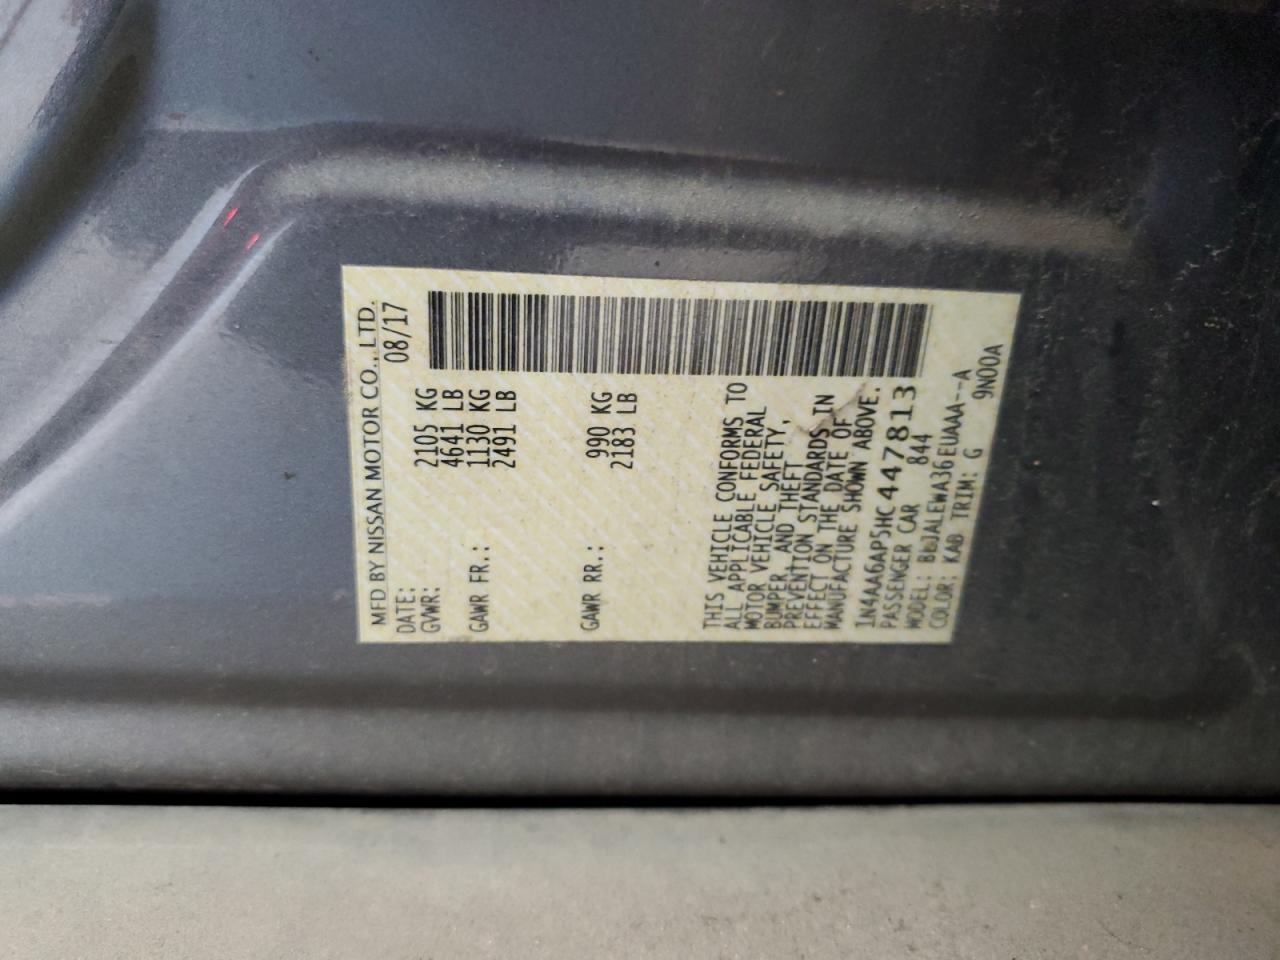 MFD BY NISSAN MOTOR CO., LTD.
DATE: 08/17
GVWR: 2105 KG
4641 LB
GAWR FR.: 1130 KG
2491 LB
GAWR RR.: 990 KG
2183 LB
THIS VEHICLE CONFORMS TO
ALL APPLICABLE FEDERAL
MOTOR VEHICLE SAFETY,
BUMPER, AND THEFT
PREVENTION STANDARDS IN
EFFECT ON THE DATE OF
MANUFACTURE SHOWN ABOVE.
1N4AA6AP5HC447813
PASSENGER CAR 844
MODEL: BLJALEWA36EUAAA--A
COLOR: KAB TRIM: G 9N00A